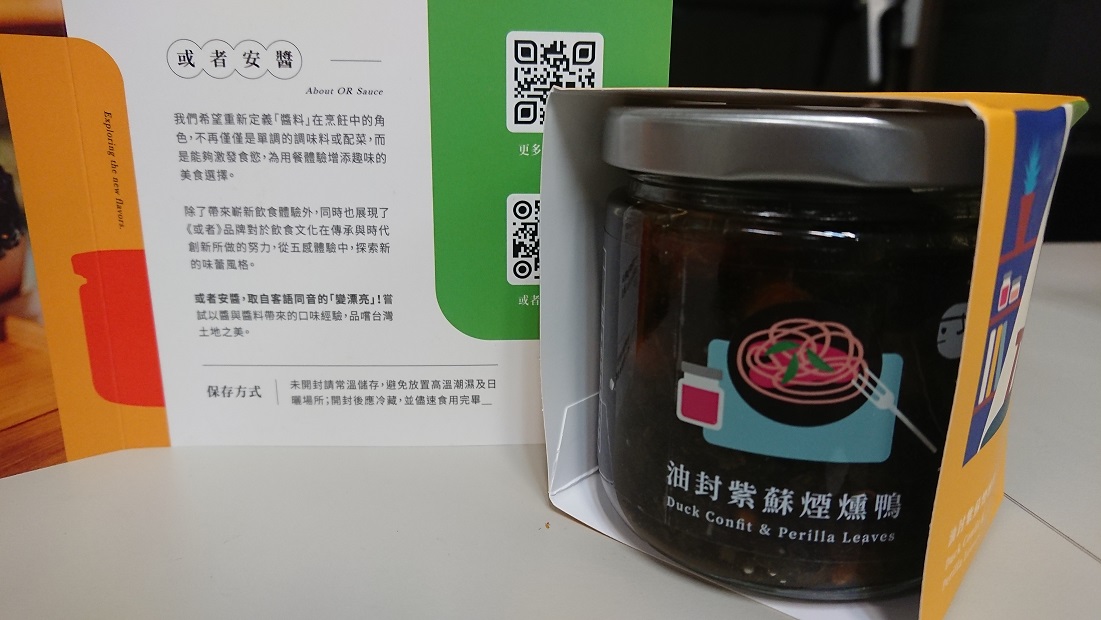 Exploring the new flavors.
或者安醬
About OR Sauce
我們希望重新定義「醬料」在烹飪中的角
色，不再僅僅是單調的調味料或配菜，而
是能夠激發食慾，為用餐體驗增添趣味的
美食選擇。
除了帶來嶄新飲食體驗外，同時也展現了
《或者》品牌對於飲食文化在傳承與時代
創新所做的努力，從五感體驗中，探索新
的味蕾風格。
或者安醬，取自客語同音的「變漂亮」！嘗
試以醬與醬料帶來的口味經驗，品嚐台灣
土地之美。
保存方式
未開封請常溫儲存，避免放置高溫潮濕及日
曬場所；開封後應冷藏，並儘速食用完畢
更多
或者
油封紫蘇煙燻鴨
Duck Confit & Perilla Leaves